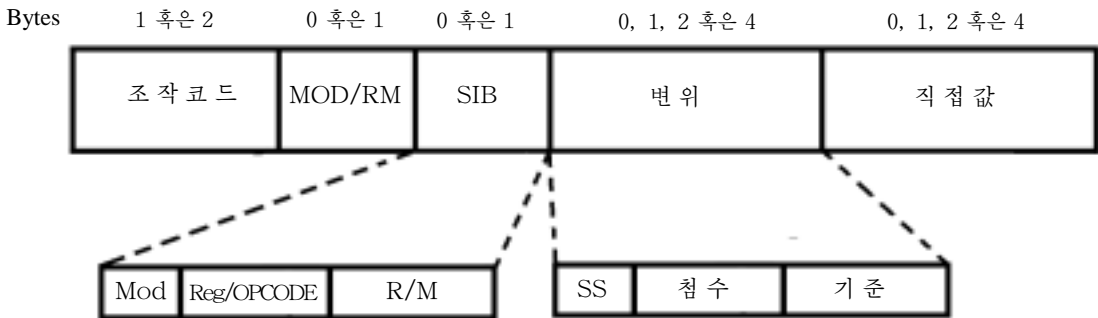 Bytes 1 혹은 2 0 혹은 1 0 혹은 1 0, 1, 2 혹은 4 0, 1, 2 혹은 4
조작코드 MOD/RM SIB 변위 직접값
Mod Reg/OPCODE R/M SS 첨수 기준